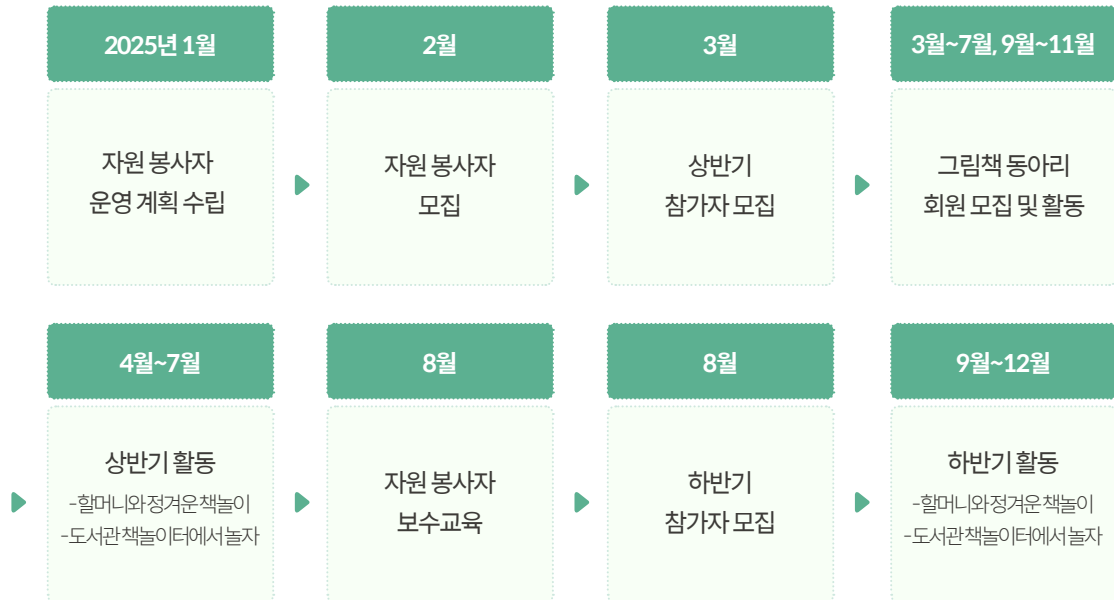 2025년 1월
자원 봉사자
운영 계획 수립
2월
자원 봉사자
모집
3월
상반기
참가자 모집
3월~7월, 9월~11월
그림책 동아리
회원 모집 및 활동
4월~7월
상반기 활동
-할머니와 정겨운 책놀이
-도서관 책놀이터에서 놀자
8월
자원 봉사자
보수교육
8월
하반기
참가자 모집
9월~12월
하반기 활동
-할머니와 정겨운 책놀이
-도서관 책놀이터에서 놀자